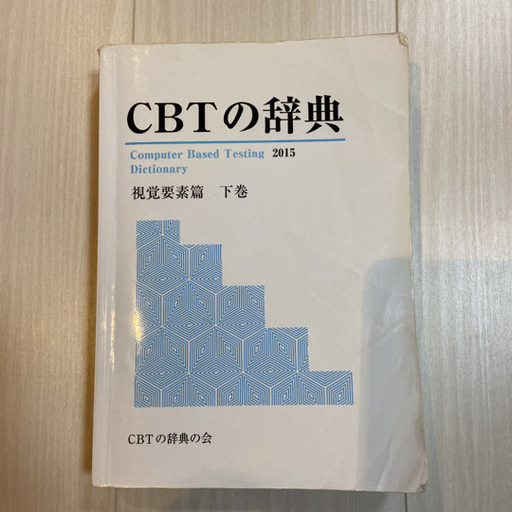 CBTの辞典
Computer Based Testing 2015
Dictionary
視覚要素篇 下巻
CBTの辞典の会